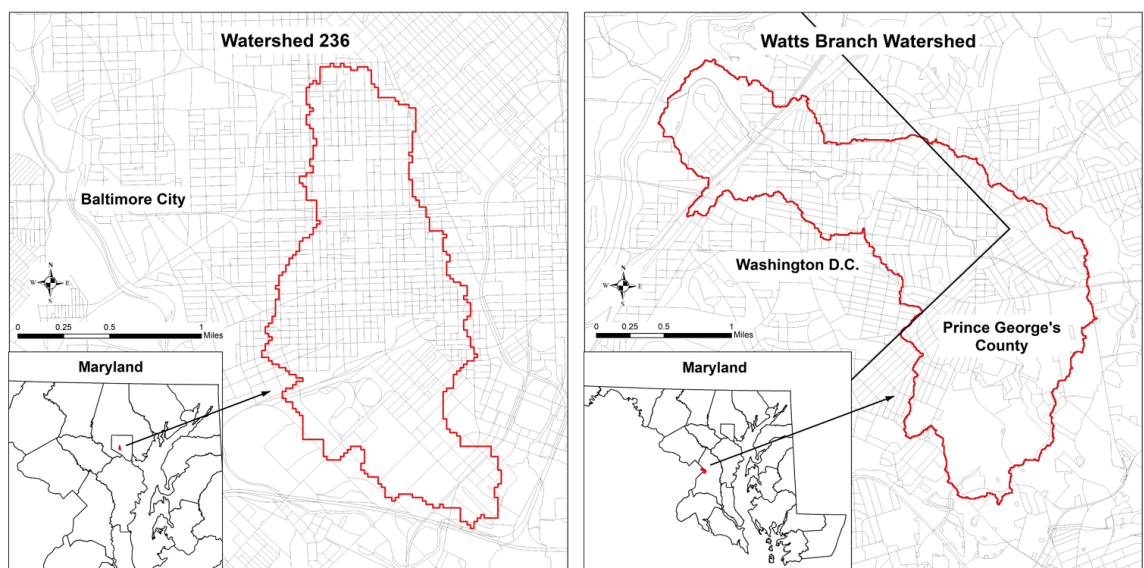 Watershed 236
Baltimore City
N
W E
S
0 0.25 0.5 1
Miles
Maryland
Watts Branch Watershed
Washington D.C.
Prince George's
County
N
W E
S
0 0.25 0.5 1
Miles
Maryland